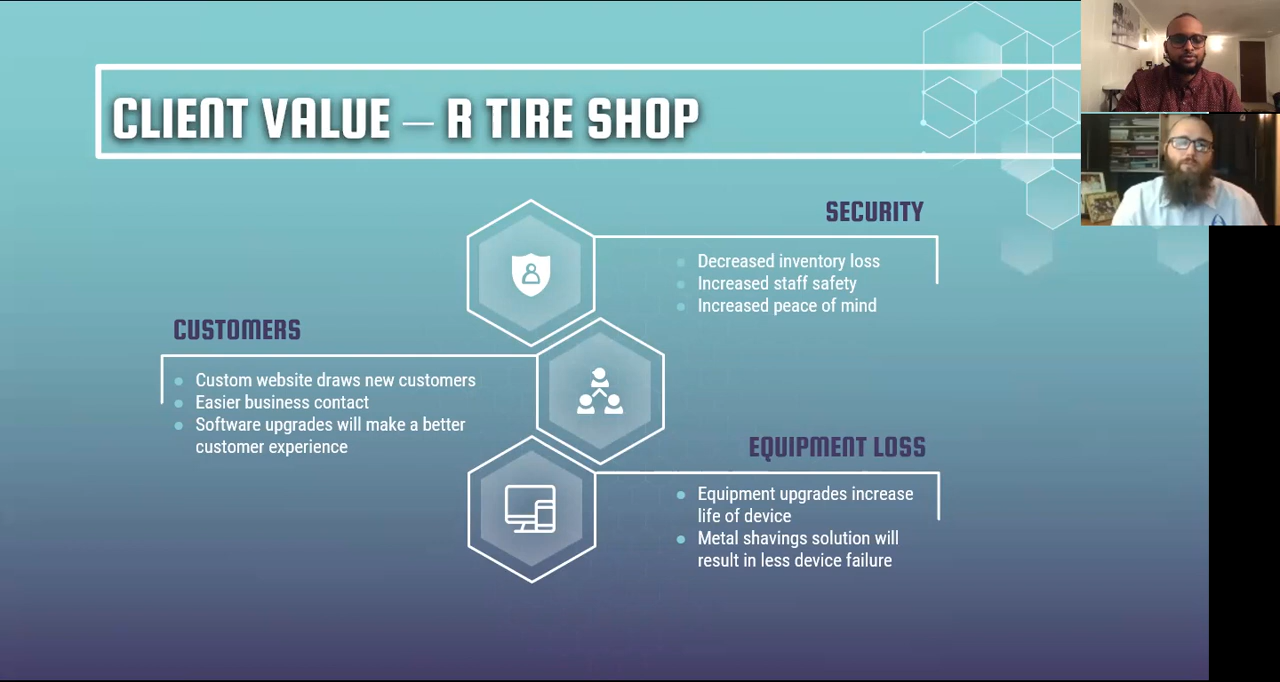 CLIENT VALUE – R TIRE SHOP
SECURITY
Decreased inventory loss
Increased staff safety
Increased peace of mind
CUSTOMERS
Custom website draws new customers
Easier business contact
Software upgrades will make a better
customer experience
EQUIPMENT LOSS
Equipment upgrades increase
life of device
Metal shavings solution will
result in less device failure